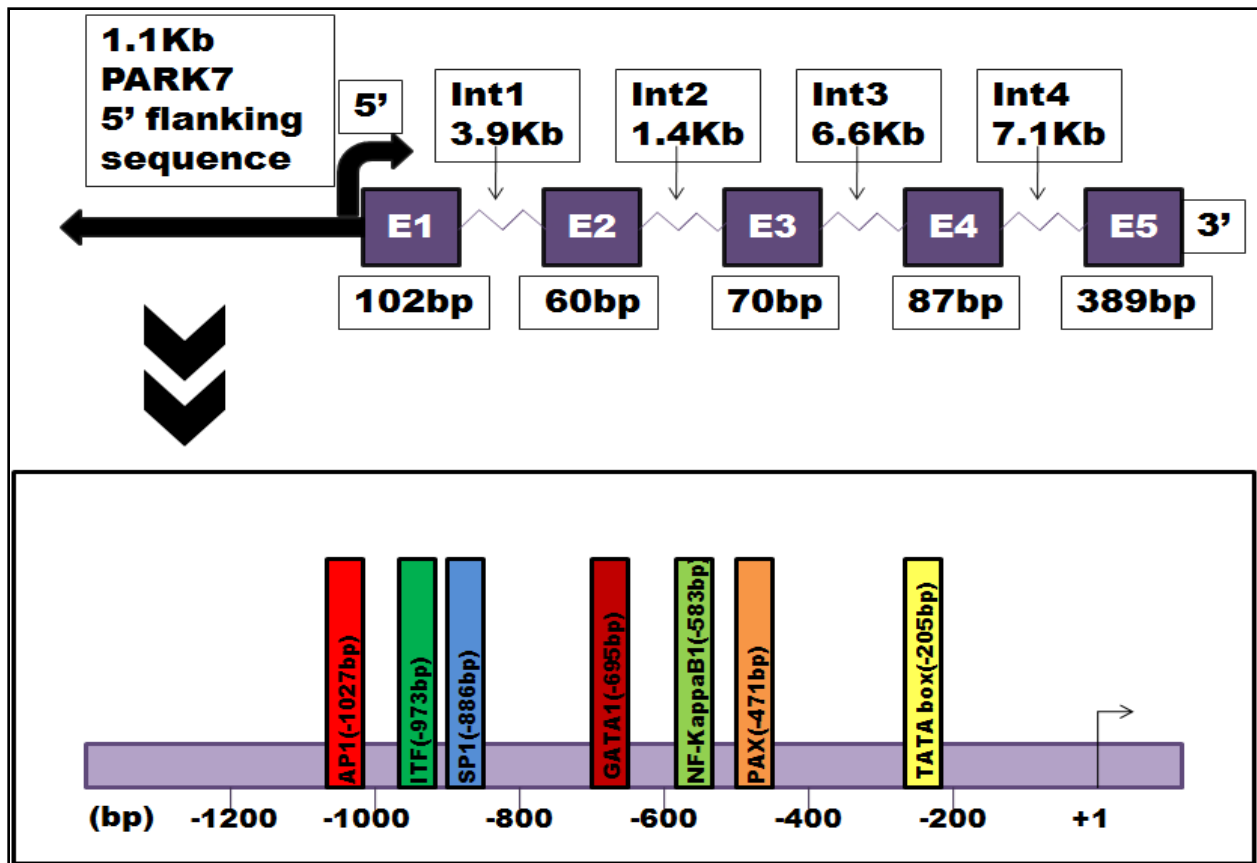 1.1Kb
PARK7
5’ flanking
sequence
5’
Int1
3.9Kb
Int2
1.4Kb
Int3
6.6Kb
Int4
7.1Kb
E1
E2
E3
E4
E5
3’
102bp
60bp
70bp
87bp
389bp
AP1(-1027bp)
ITF(-973bp)
SP1(-886bp)
GATA1(-695bp)
NF-KappaB1(-583bp)
PAX(-471bp)
TATA box(-205bp)
(bp) -1200 -1000 -800 -600 -400 -200 +1